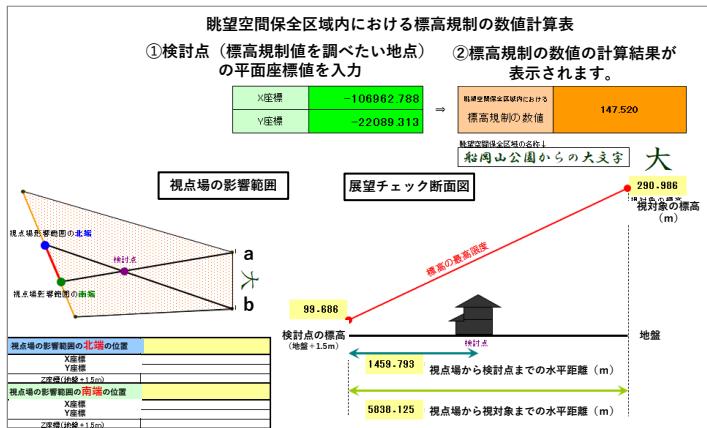 眺望空間保全区域内における標高規制の数値計算表
①検討点（標高規制値を調べたい地点）
の平面座標値を入力
②標高規制の数値の計算結果が
表示されます。
X座標
-106962.788
Y座標
-22089.313
⇒
眺望空間保全区域内における
標高規制の数値
147.520
眺望空間保全区域の名称↓
船岡山公園からの大文字
大
視点場の影響範囲
展望チェック断面図
290.986
視対象の標高
（m）
視点場影響範囲の北端
検討点
a
大
視点場影響範囲の南端
b
標高の最高限度
99.686
検討点の標高
（地盤＋1.5m）
検討点
地盤
1459.793
視点場から検討点までの水平距離（m）
5838.125
視点場から視対象までの水平距離（m）
視点場の影響範囲の北端の位置
X座標
Y座標
Z座標(地盤+1.5m)
視点場の影響範囲の南端の位置
X座標
Y座標
Z座標(地盤+1.5m)